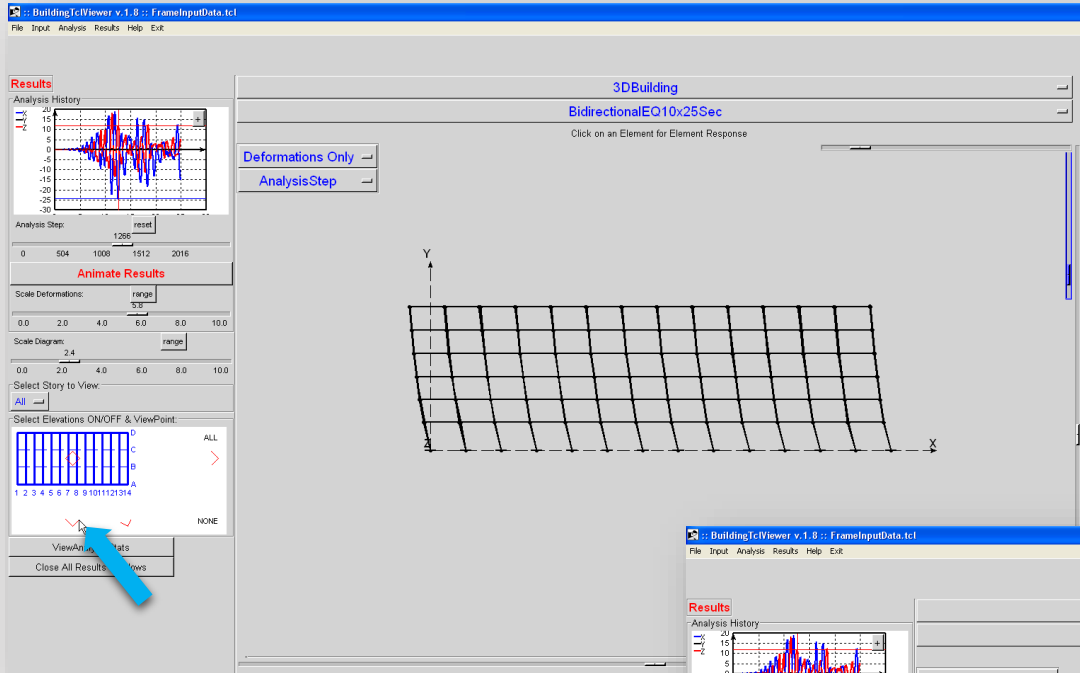 :: BuildingTclViewer v.1.8 :: FrameInputData.tcl
File Input Analysis Results Help Exit
Results
3DBuilding
Analysis History
BidirectionalEQ10x25Sec
X
Y
Z
20
15
10
5
0
-5
-10
-15
-20
-25
-30
+
Click on an Element for Element Response
Deformations Only
AnalysisStep
Analysis Step:
reset
1266
0 504 1008 1512 2016
Animate Results
Scale Deformations:
range
5.8
0.0 2.0 4.0 6.0 8.0 10.0
Scale Diagram:
range
2.4
0.0 2.0 4.0 6.0 8.0 10.0
Select Story to View:
All
Select Elevations ON/OFF & ViewPoint:
D
C
B
A
1 2 3 4 5 6 7 8 9 10 11 12 13 14
ALL
NONE
Close All Results
Y
Z
X
:: BuildingTclViewer v.1.8 :: FrameInputData.tcl
File Input Analysis Results Help Exit
Results
Analysis History
X
Y
Z
20
15
10
5
+